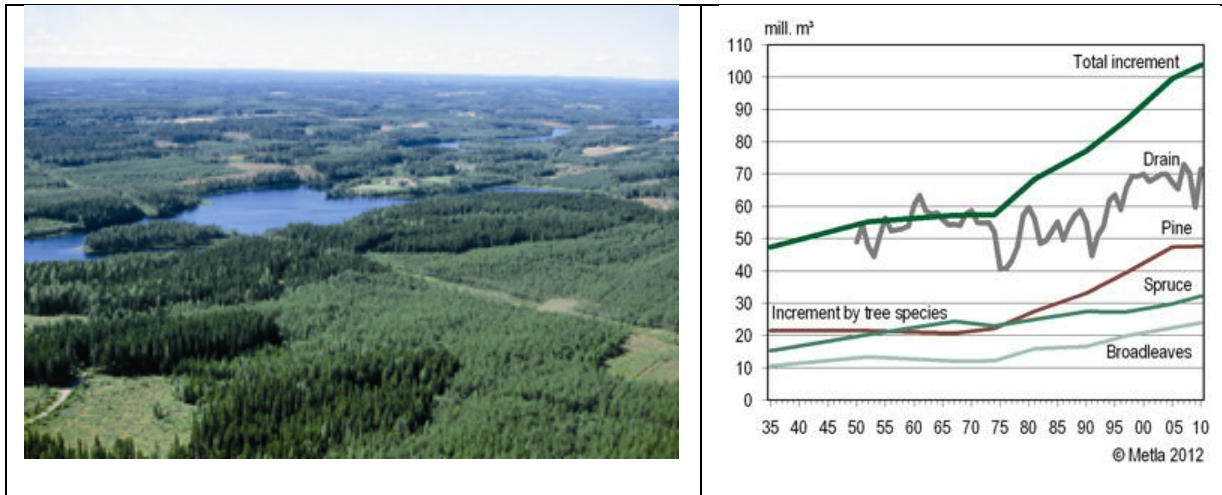 mill. m³
110
Total increment
100
90
80
Drain
70
60
Pine
50
40
Spruce
30
Increment by tree species
20
Broadleaves
10
0
35 40 45 50 55 60 65 70 75 80 85 90 95 00 05 10
© Metla 2012